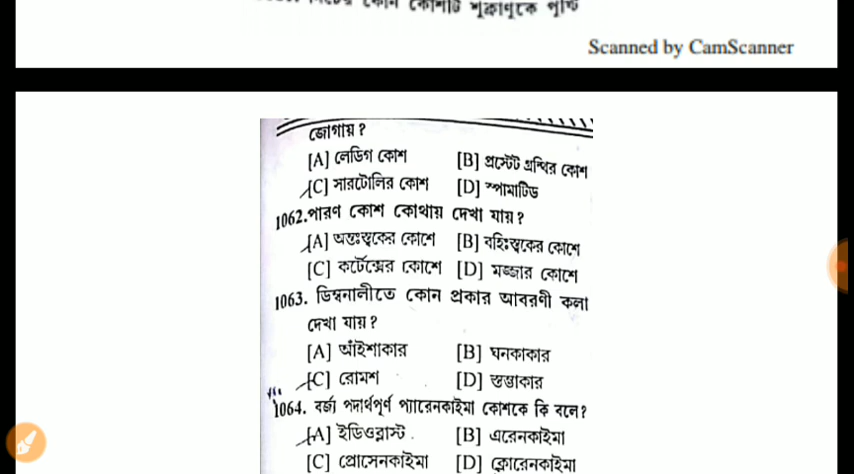 নিচের কোন কোশটি শুক্রাণুকে পুষ্টি
Scanned by CamScanner
জোগায় ?
[A] লেডিগ কোশ [B] প্রস্টেট গ্রন্থির কোশ
[C] সারটোলির কোশ [D] স্পার্মাটিড
1062. পারণ কোশ কোথায় দেখা যায় ?
[A] অন্তঃত্বকের কোশে [B] বহিঃত্বকের কোশে
[C] কর্টেক্সের কোশে [D] মজ্জার কোশে
1063. ডিম্বনালীতে কোন প্রকার আবরণী কলা
দেখা যায় ?
[A] আঁইশাকার [B] ঘনকাকার
[C] রোমশ [D] স্তম্ভাকার
1064. বর্জ্য পদার্থপূর্ণ প্যারেনকাইমা কোশকে কি বলে ?
[A] ইডিওব্লাস্ট . [B] এরেনকাইমা
[C] প্রোসেনকাইমা [D] ক্লোরেনকাইমা